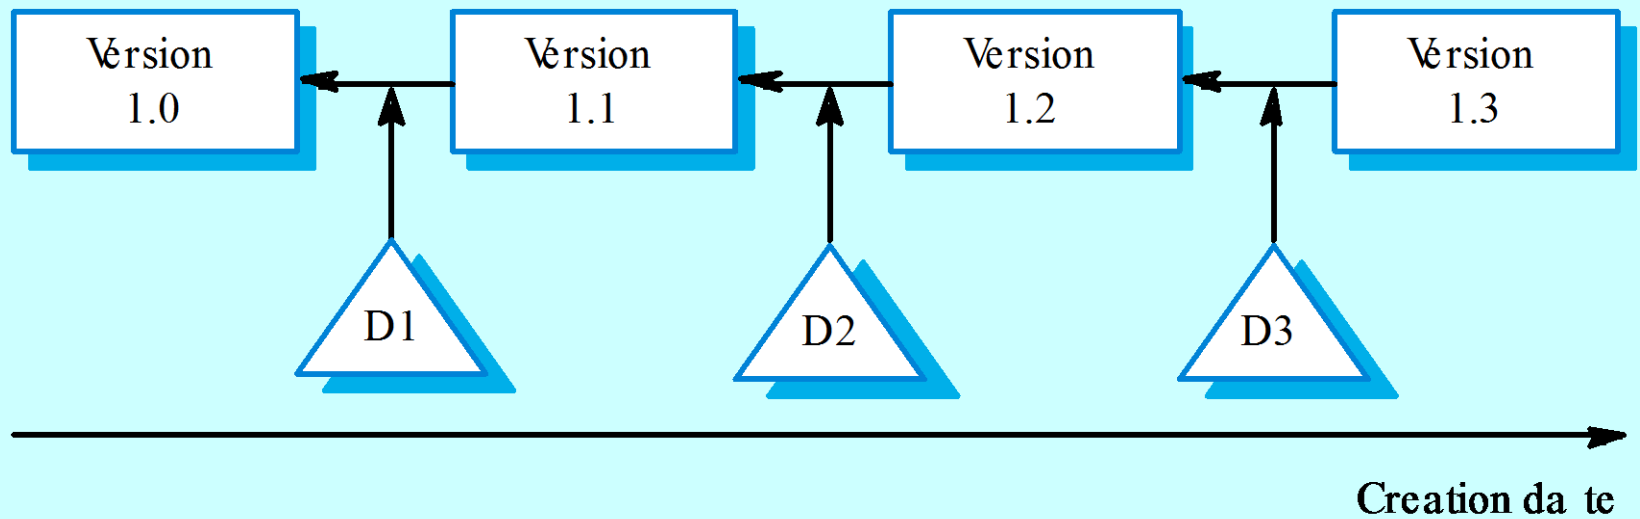 Version
1.0
Version
1.1
Version
1.2
Version
1.3
D1
D2
D3
Creation da te